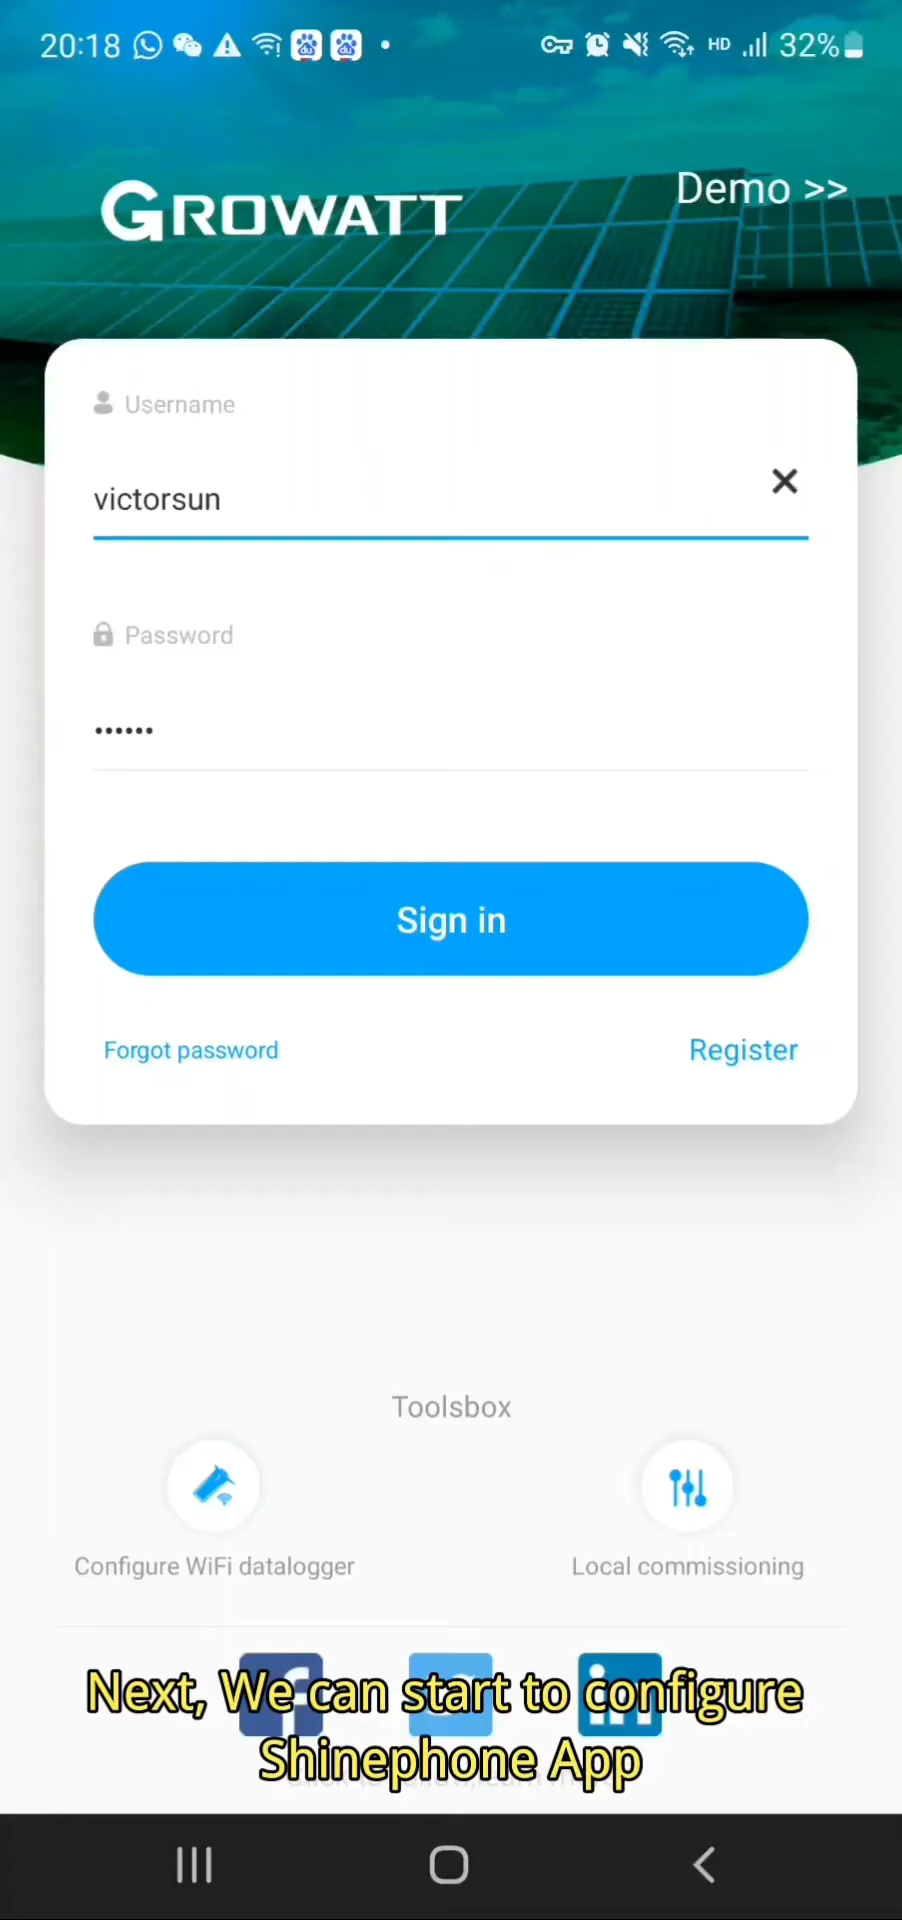 20:18 HD 32%
GROWATT
Demo >>
Username
victorsun
Password
••••••
Sign in
Forgot password
Register
Toolsbox
Configure WiFi datalogger
Local commissioning
Next, We can start to configure
Shinephone App